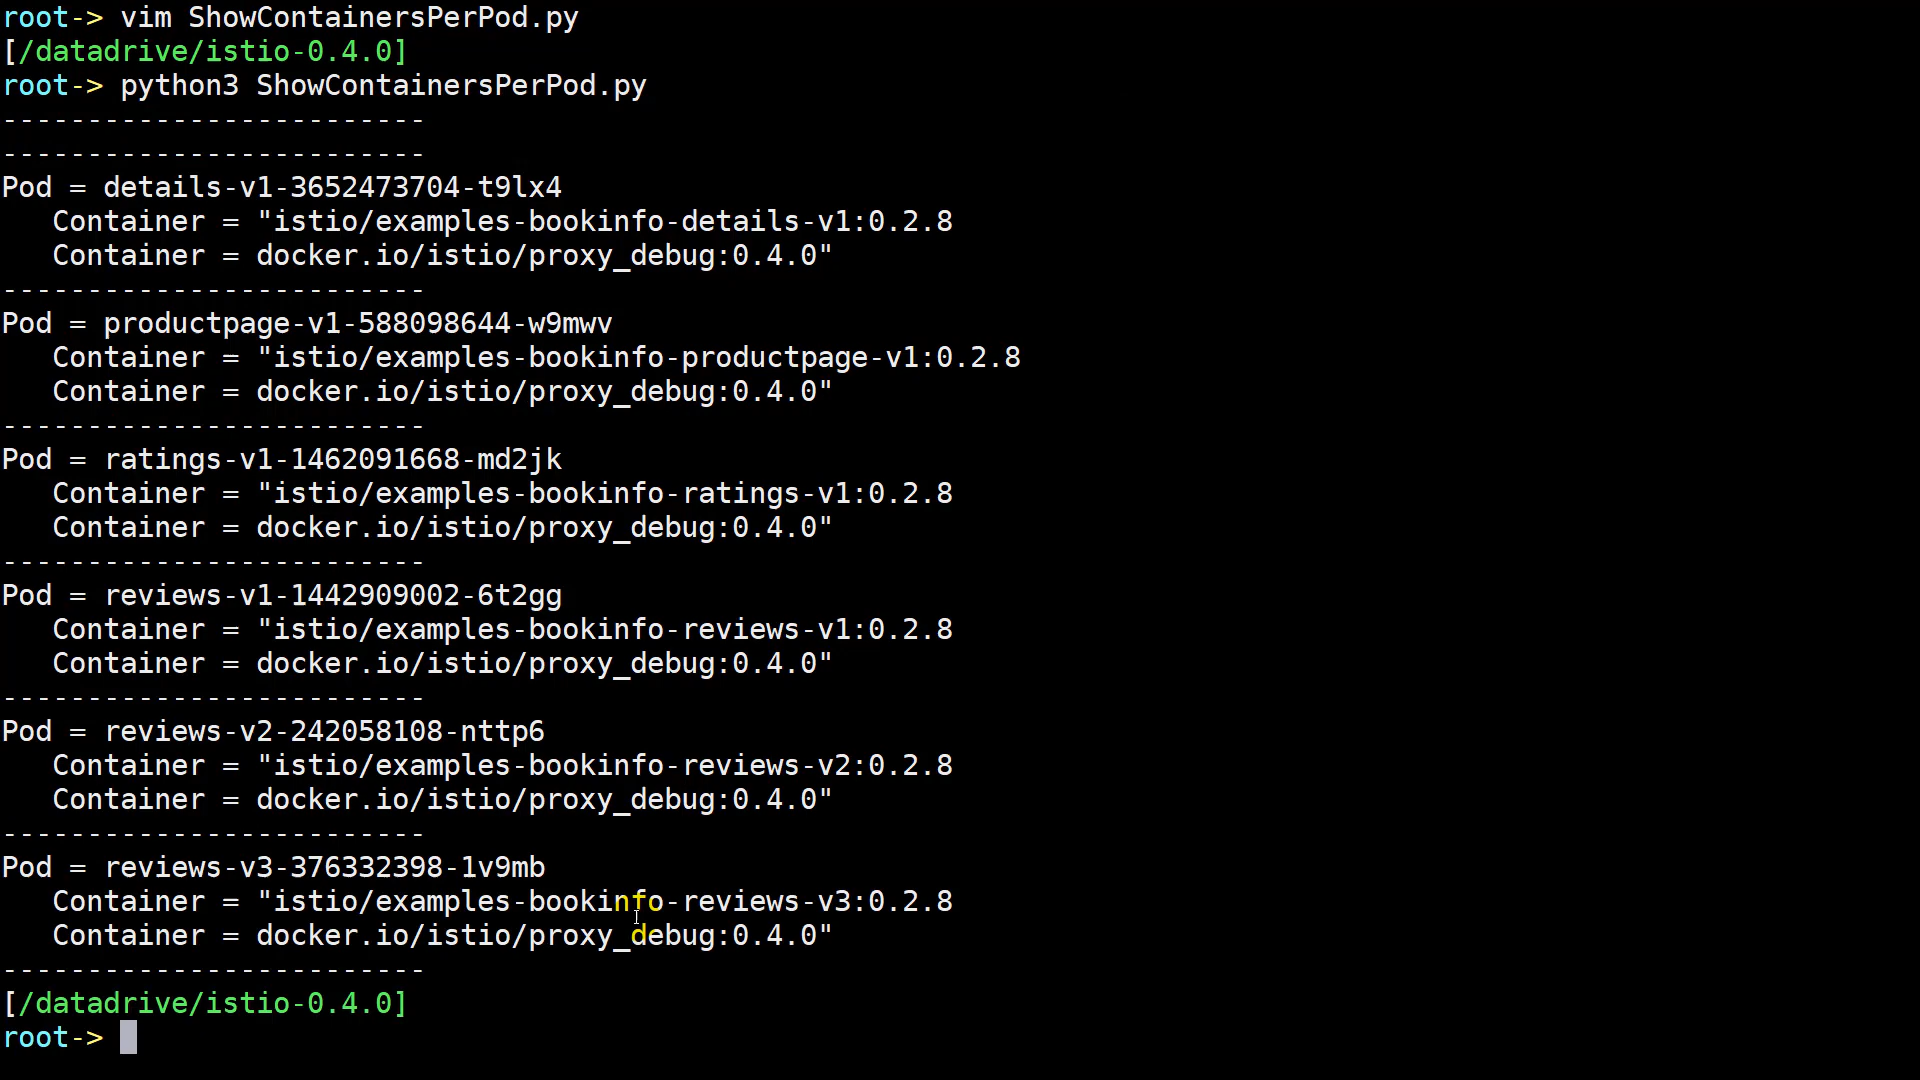 root-> vim ShowContainersPerPod.py
[/datadrive/istio-0.4.0]
root-> python3 ShowContainersPerPod.py
-------------------------
-------------------------
Pod = details-v1-3652473704-t9lx4
   Container = "istio/examples-bookinfo-details-v1:0.2.8
   Container = docker.io/istio/proxy_debug:0.4.0"
-------------------------
Pod = productpage-v1-588098644-w9mwv
   Container = "istio/examples-bookinfo-productpage-v1:0.2.8
   Container = docker.io/istio/proxy_debug:0.4.0"
-------------------------
Pod = ratings-v1-1462091668-md2jk
   Container = "istio/examples-bookinfo-ratings-v1:0.2.8
   Container = docker.io/istio/proxy_debug:0.4.0"
-------------------------
Pod = reviews-v1-1442909002-6t2gg
   Container = "istio/examples-bookinfo-reviews-v1:0.2.8
   Container = docker.io/istio/proxy_debug:0.4.0"
-------------------------
Pod = reviews-v2-242058108-nttp6
   Container = "istio/examples-bookinfo-reviews-v2:0.2.8
   Container = docker.io/istio/proxy_debug:0.4.0"
-------------------------
Pod = reviews-v3-376332398-1v9mb
   Container = "istio/examples-bookinfo-reviews-v3:0.2.8
   Container = docker.io/istio/proxy_debug:0.4.0"
-------------------------
[/datadrive/istio-0.4.0]
root->